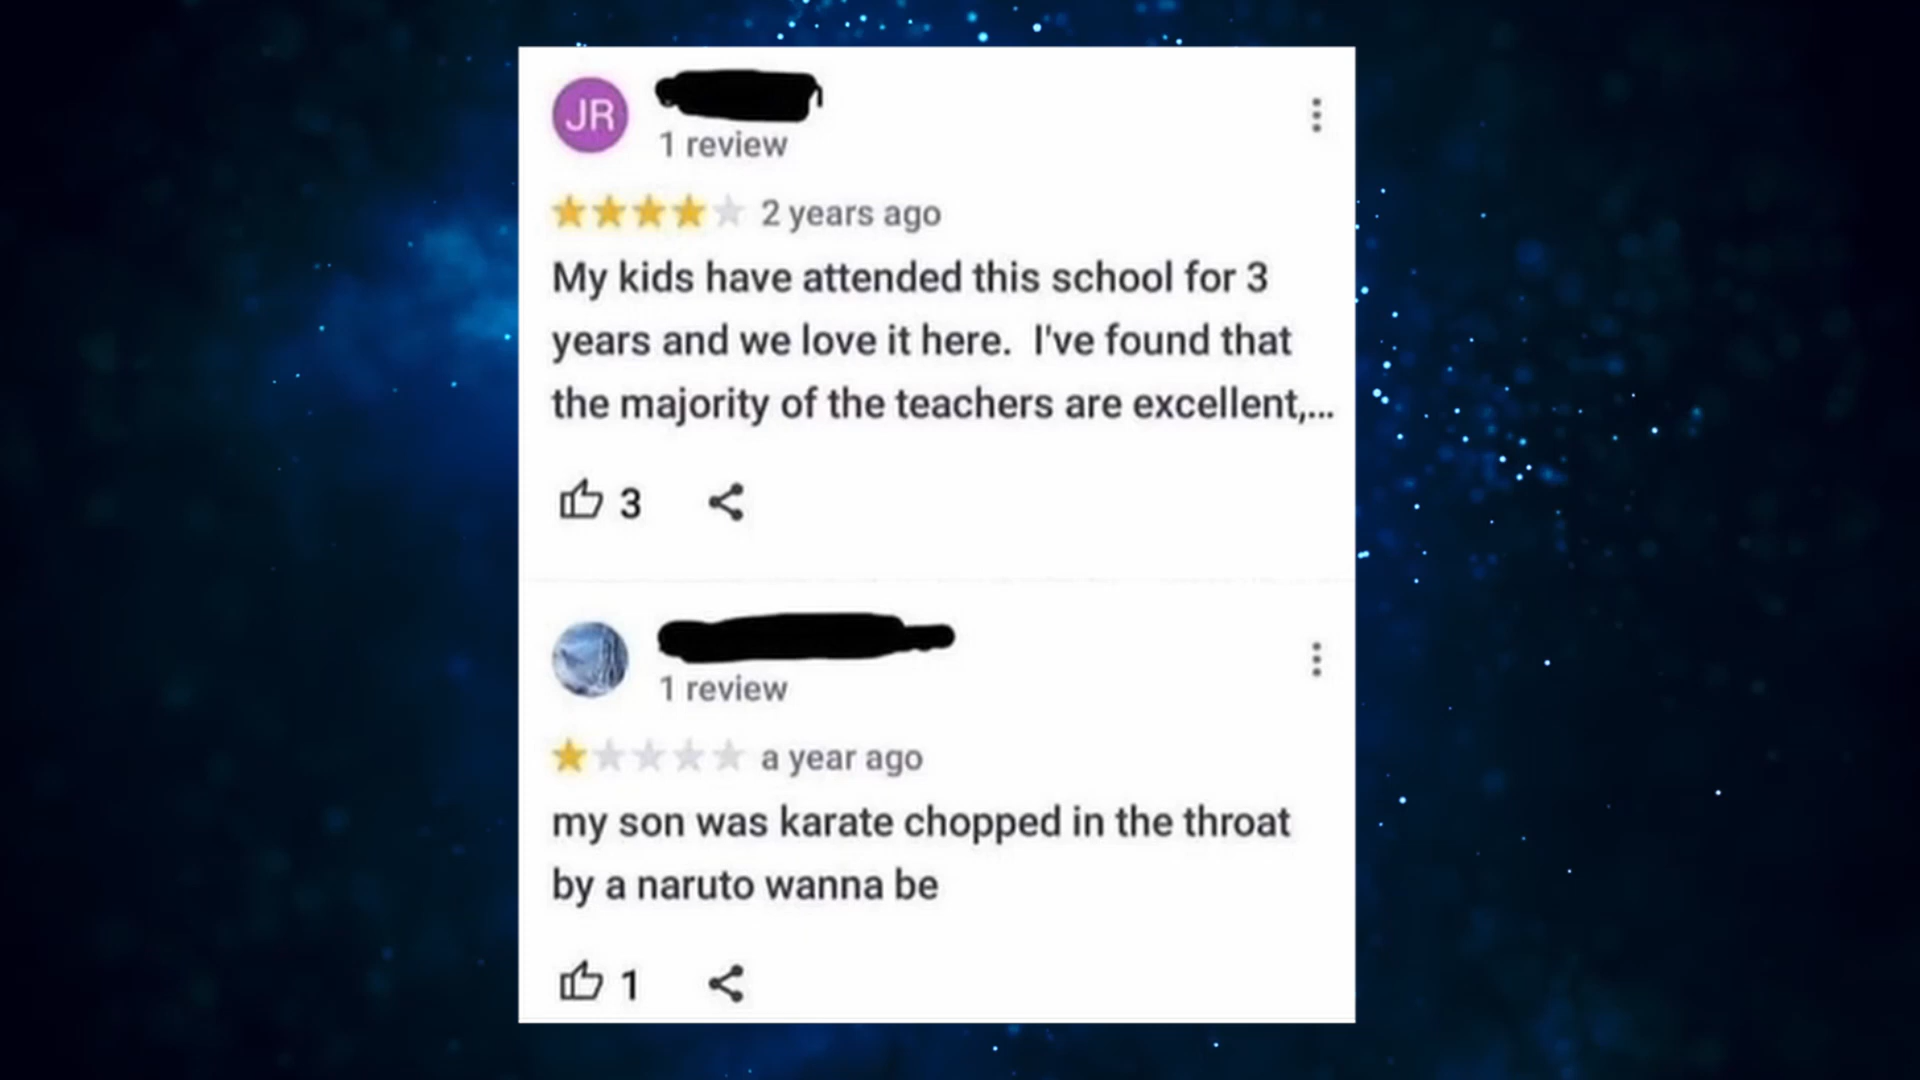 JR
1 review
2 years ago
My kids have attended this school for 3
years and we love it here. I've found that
the majority of the teachers are excellent,...
3
1 review
a year ago
my son was karate chopped in the throat
by a naruto wanna be
1